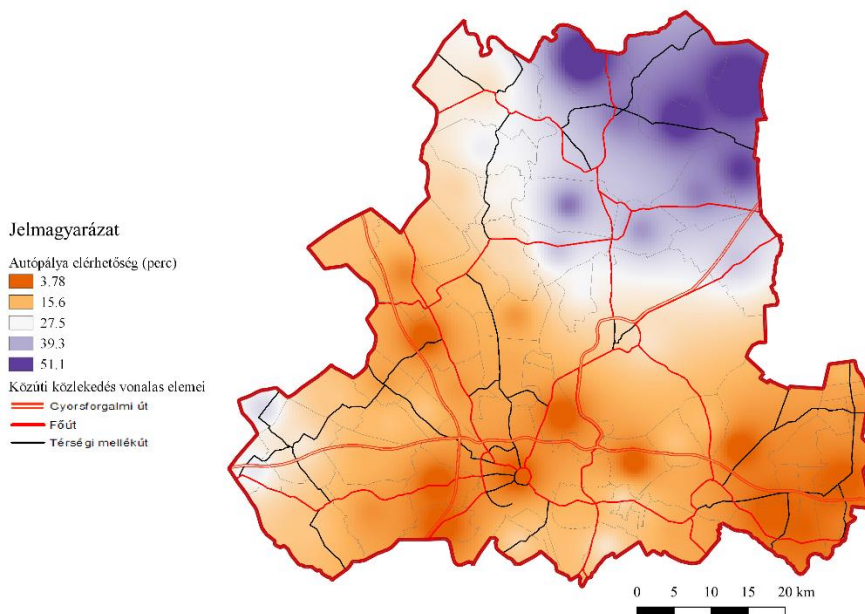 Jelmagyarázat
Autópálya elérhetőség (perc)
3.78
15.6
27.5
39.3
51.1
Közúti közlekedés vonalas elemei
Gyorsforgalmi út
Főút
Térségi mellékút
0 5 10 15 20 km